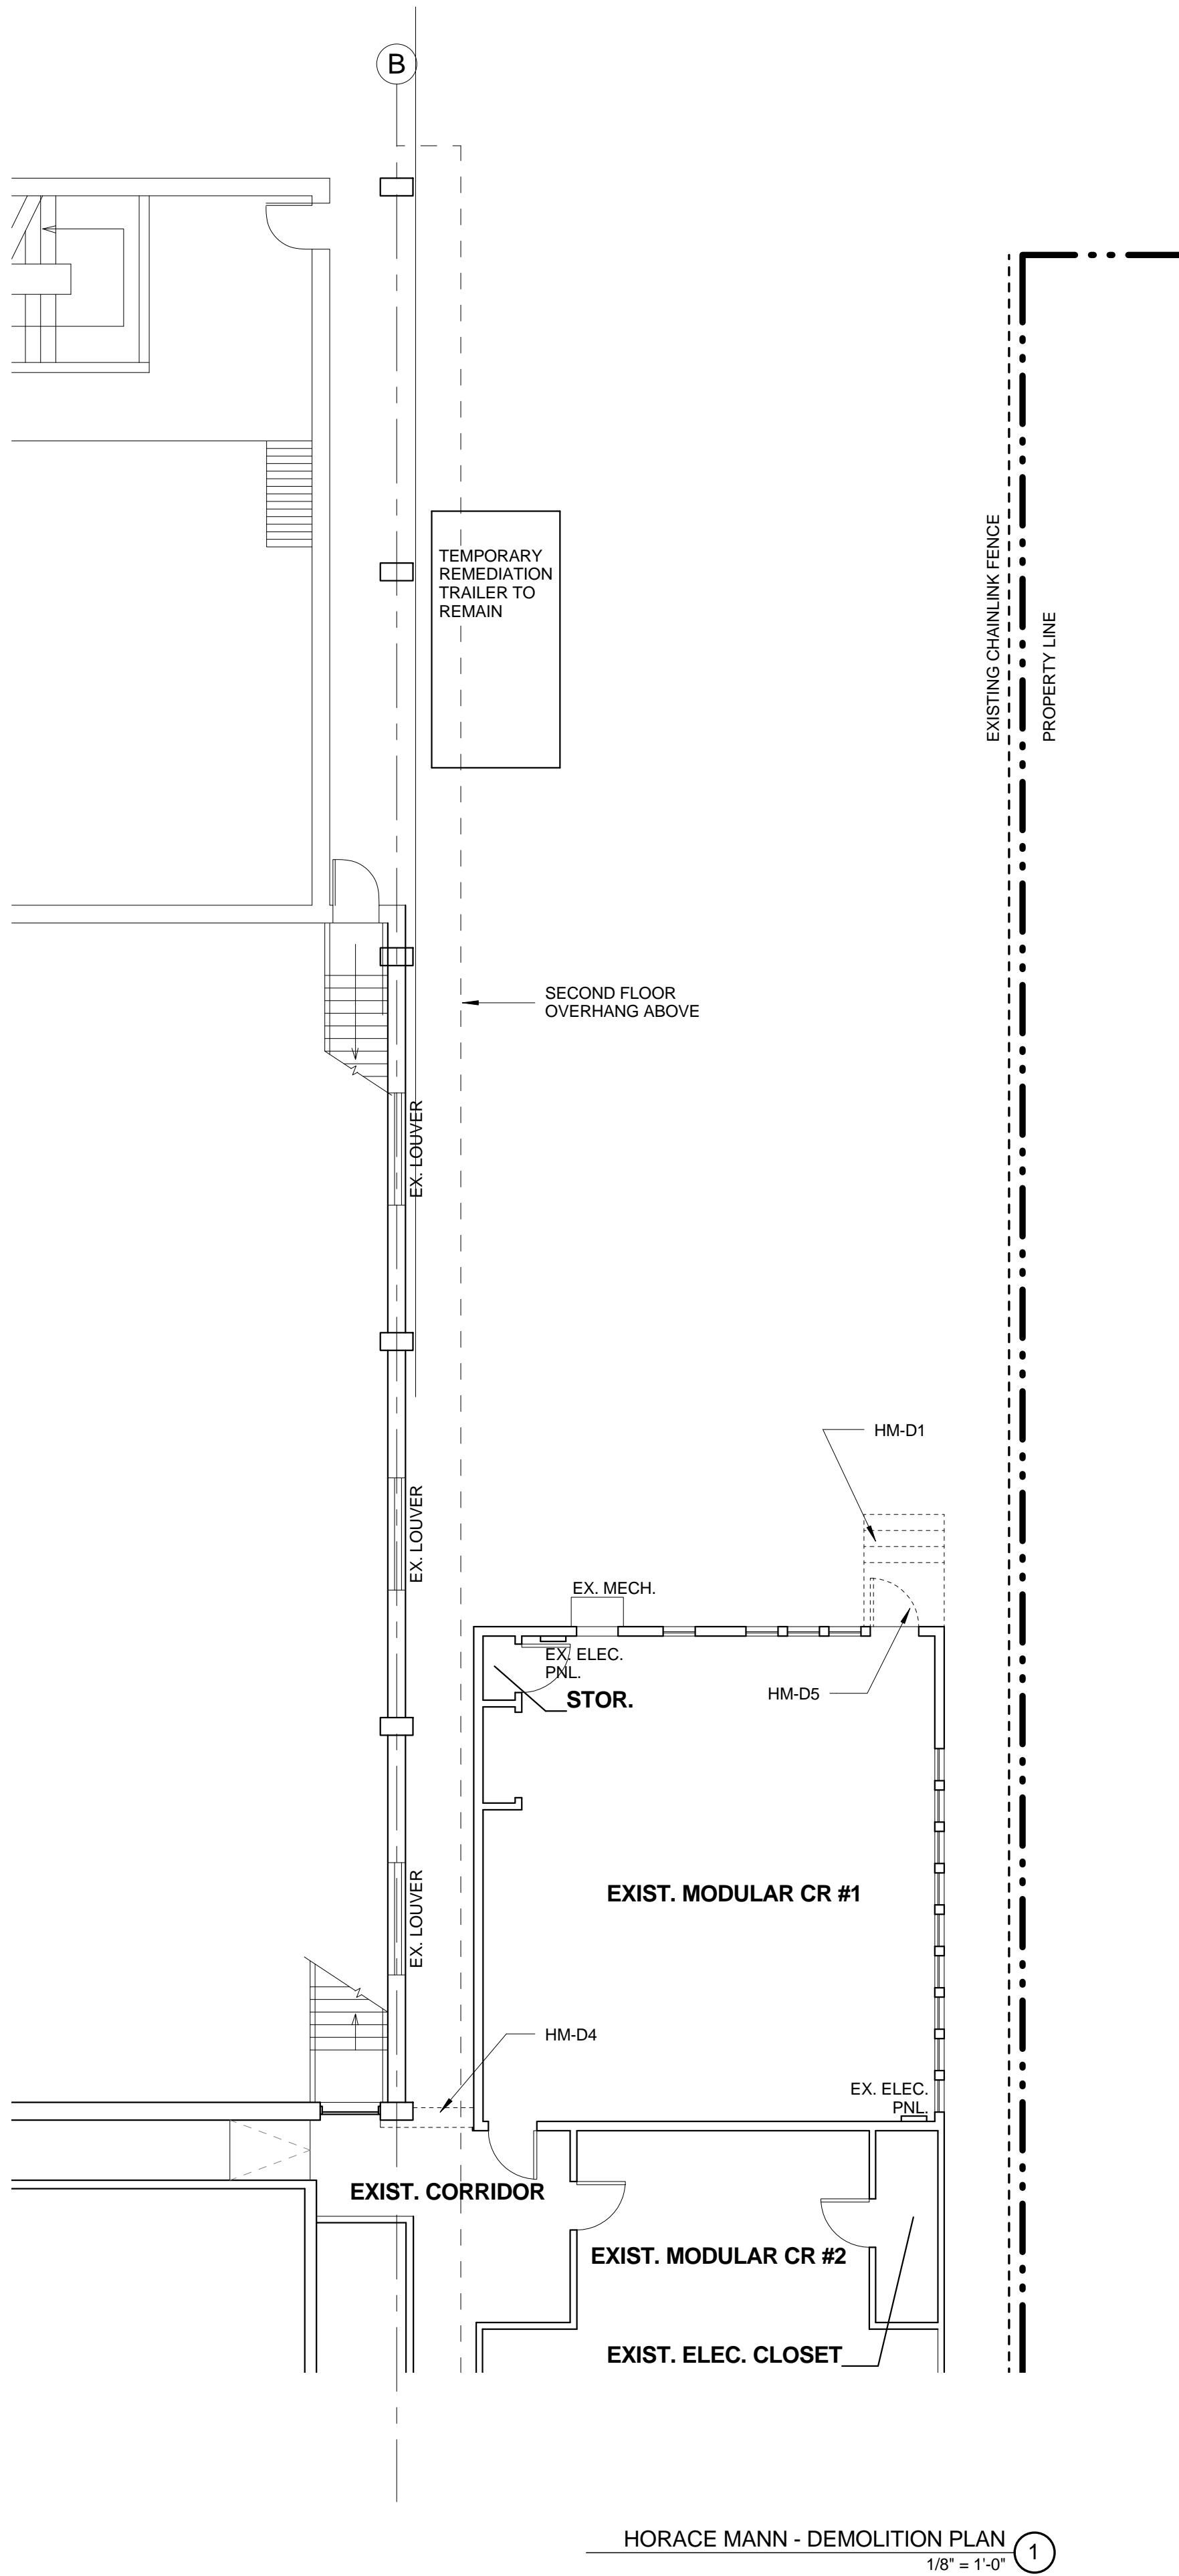 B
TEMPORARY
REMEDIATION
TRAILER TO
REMAIN
EXISTING CHAINLINK FENCE
PROPERTY LINE
SECOND FLOOR
OVERHANG ABOVE
EX. LOUVER
HM-D1
EX. LOUVER
EX. MECH.
EX. ELEC.
PNL.
STOR.
HM-D5
EX. LOUVER
EXIST. MODULAR CR #1
HM-D4
EX. ELEC.
PNL.
EXIST. CORRIDOR
EXIST. MODULAR CR #2
EXIST. ELEC. CLOSET
HORACE MANN - DEMOLITION PLAN
1
1/8" = 1'-0"